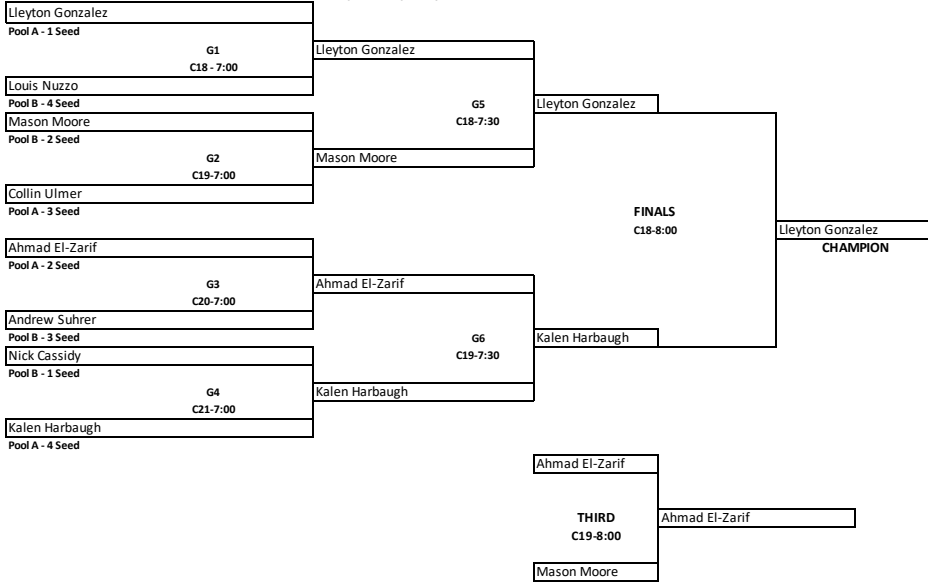 Lleyton Gonzalez
Pool A - 1 Seed
G1
C18 - 7:00
Lleyton Gonzalez
Louis Nuzzo
Pool B - 4 Seed
G5
C18-7:30
Lleyton Gonzalez
Mason Moore
Pool B - 2 Seed
G2
C19-7:00
Mason Moore
Collin Ulmer
Pool A - 3 Seed
FINALS
C18-8:00
Lleyton Gonzalez
CHAMPION
Ahmad El-Zarif
Pool A - 2 Seed
G3
C20-7:00
Ahmad El-Zarif
Andrew Suhrer
Pool B - 3 Seed
G6
C19-7:30
Kalen Harbaugh
Nick Cassidy
Pool B - 1 Seed
G4
C21-7:00
Kalen Harbaugh
Kalen Harbaugh
Pool A - 4 Seed
Ahmad El-Zarif
THIRD
C19-8:00
Ahmad El-Zarif
Mason Moore